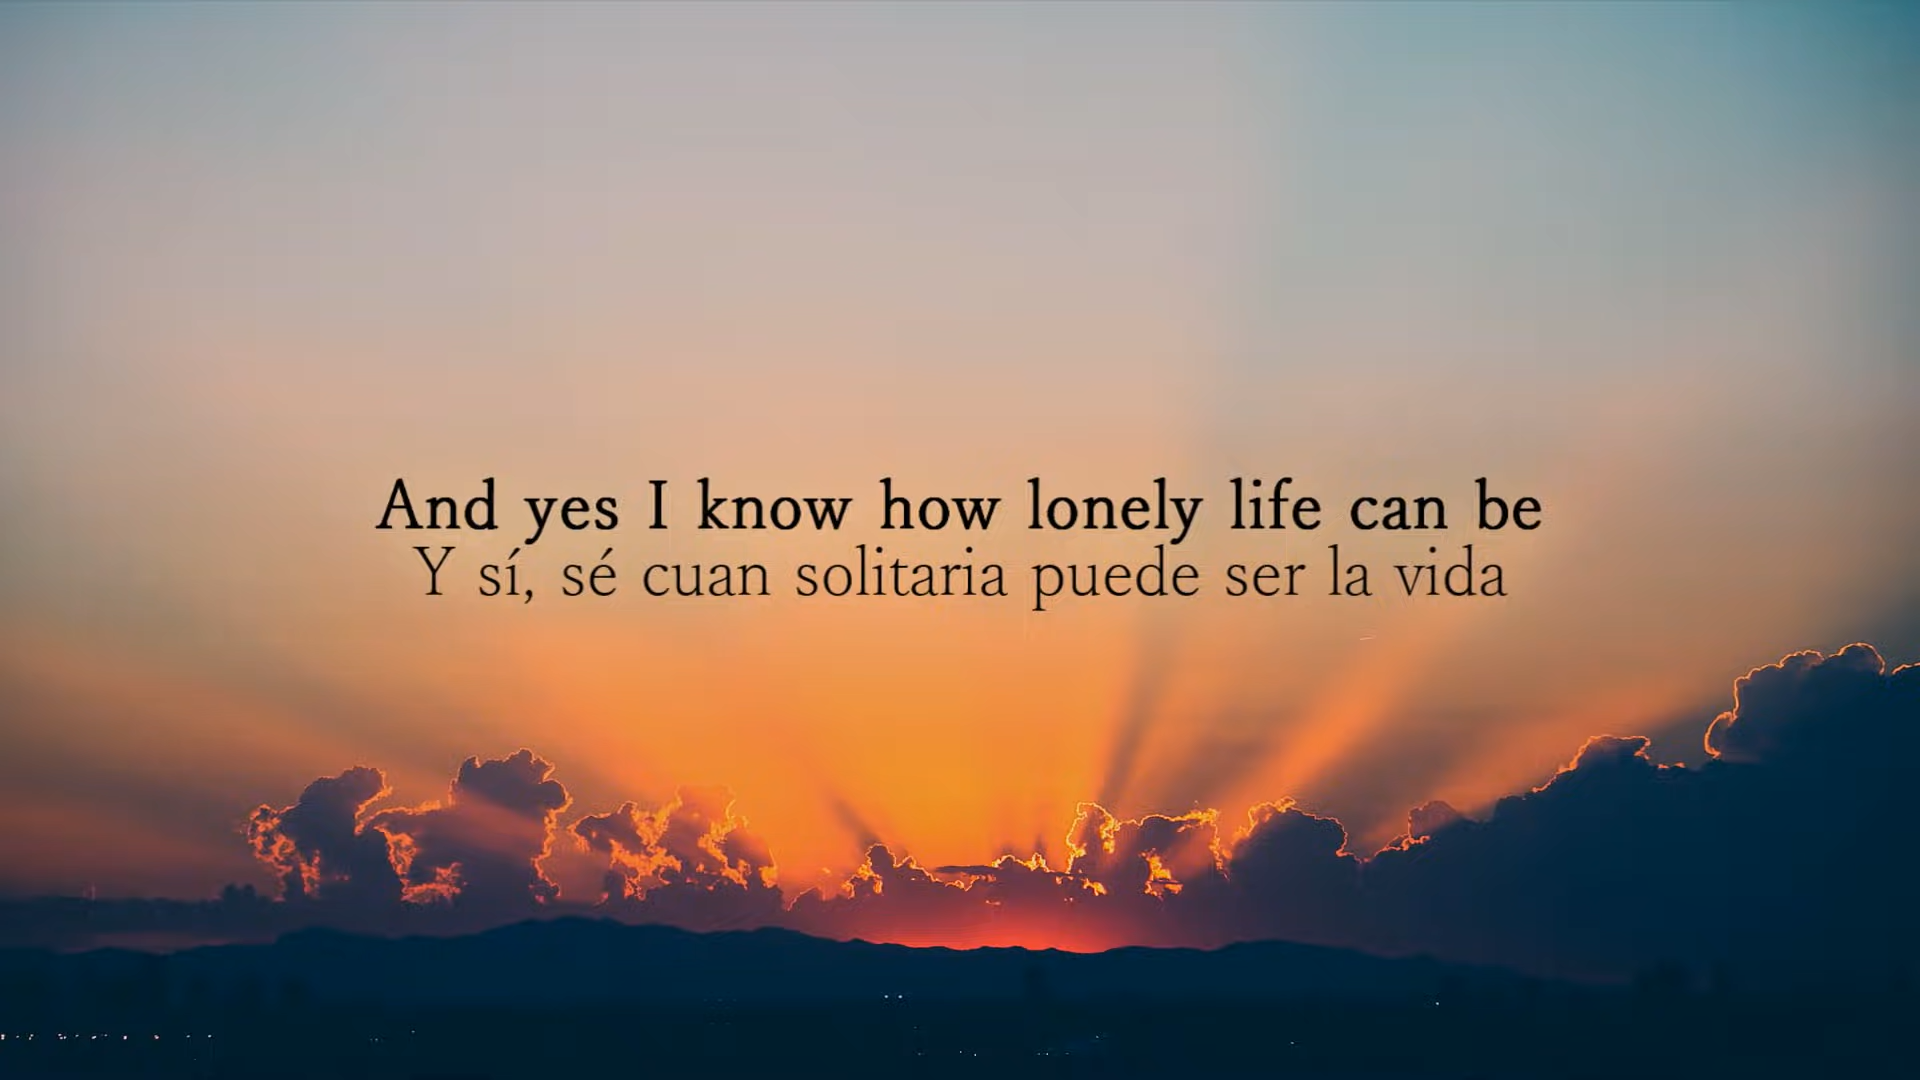 And yes I know how lonely life can be
Y sí, sé cuan solitaria puede ser la vida